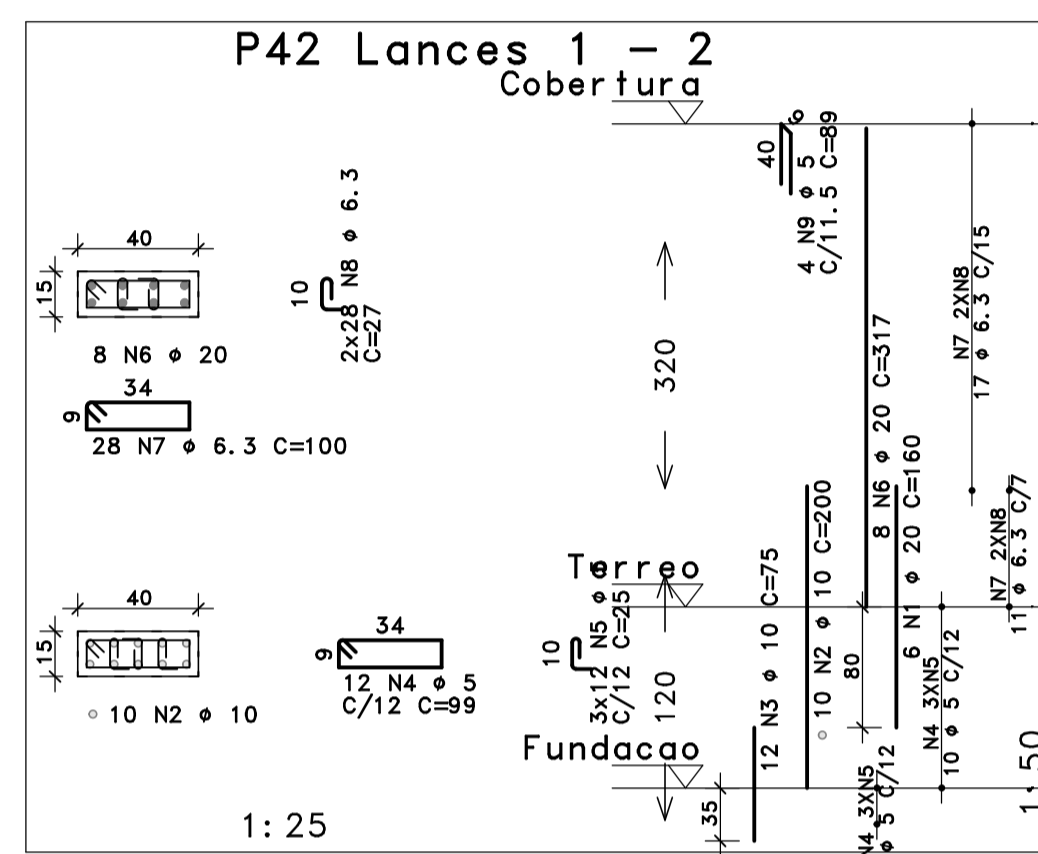 P42 Lances 1 - 2
Cobertura
40
15
8 N6 φ 20
34
9
28 N7 φ 6.3 C=100
10
2x28 N8 φ 6.3
C=27
40
6
4 N9 φ 5
C/11.5 C=89
320
8 N6 φ 20 C=317
N7 2XN8
17 φ 6.3 C/15
N7 2XN8
11 φ 6.3 C/7
Terreo
40
15
10 N2 φ 10
34
9
12 N4 φ 5
C/12 C=99
10
3x12 N5 φ
C/12 C=25
120
12 N3 φ 10 C=75
10 N2 φ 10 C=200
80
6 N1 φ 20 C=160
N4 3XN5
10 φ 5 C/12
Fundacao
35
N4 3XN5
φ 5 C/12
1:25
1:50